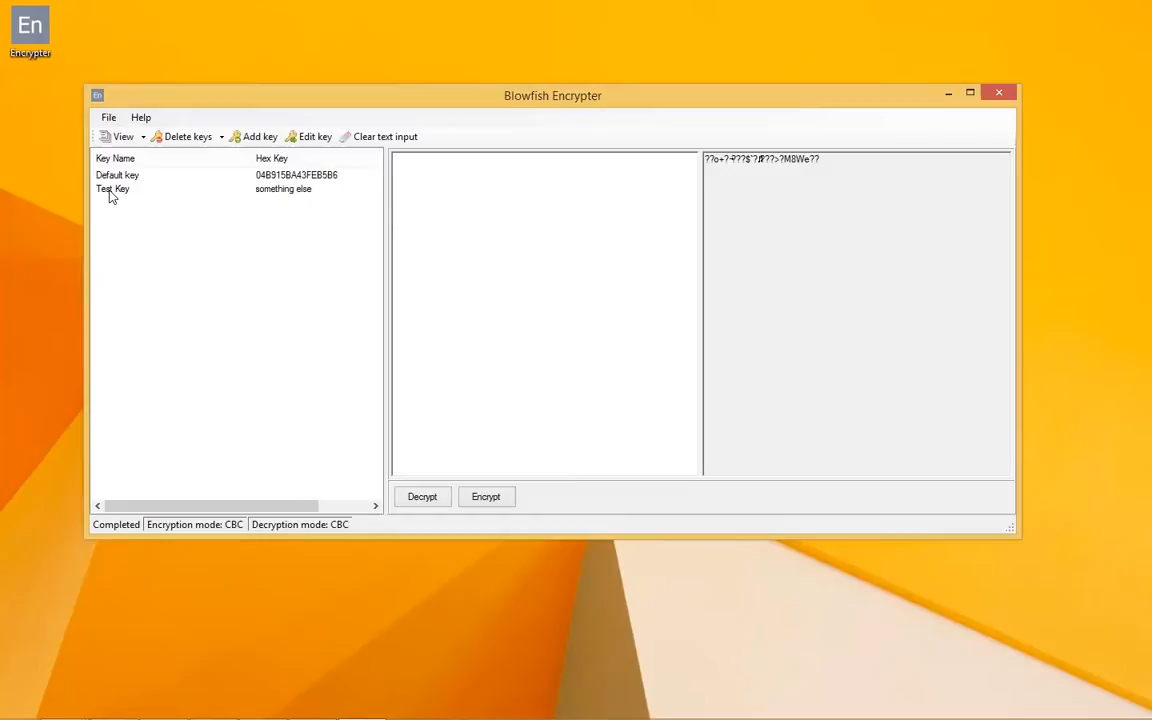 En
Encrypter
En
Blowfish Encrypter
File Help
View Delete keys Add key Edit key Clear text input
Key Name Hex Key
Default key 04B915BA43FEB5B6
Test Key something else
Decrypt Encrypt
Completed Encryption mode: CBC Decryption mode: CBC